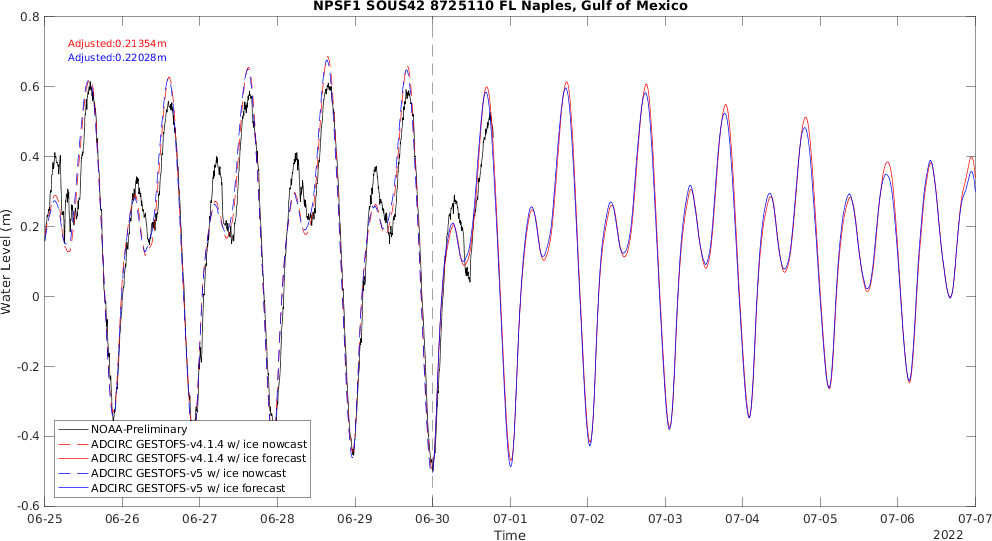 NPSF1 SOUS42 8725110 FL Naples, Gulf of Mexico
0.8
Adjusted:0.21354m
Adjusted:0.22028m
0.6
0.4
0.2
0
-0.2
-0.4
-0.6
Water Level (m)
NOAA-Preliminary
ADCIRC GESTOFS-v4.1.4 w/ ice nowcast
ADCIRC GESTOFS-v4.1.4 w/ ice forecast
ADCIRC GESTOFS-v5 w/ ice nowcast
ADCIRC GESTOFS-v5 w/ ice forecast
06-25 06-26 06-27 06-28 06-29 06-30 07-01 07-02 07-03 07-04 07-05 07-06 07-07
Time
2022